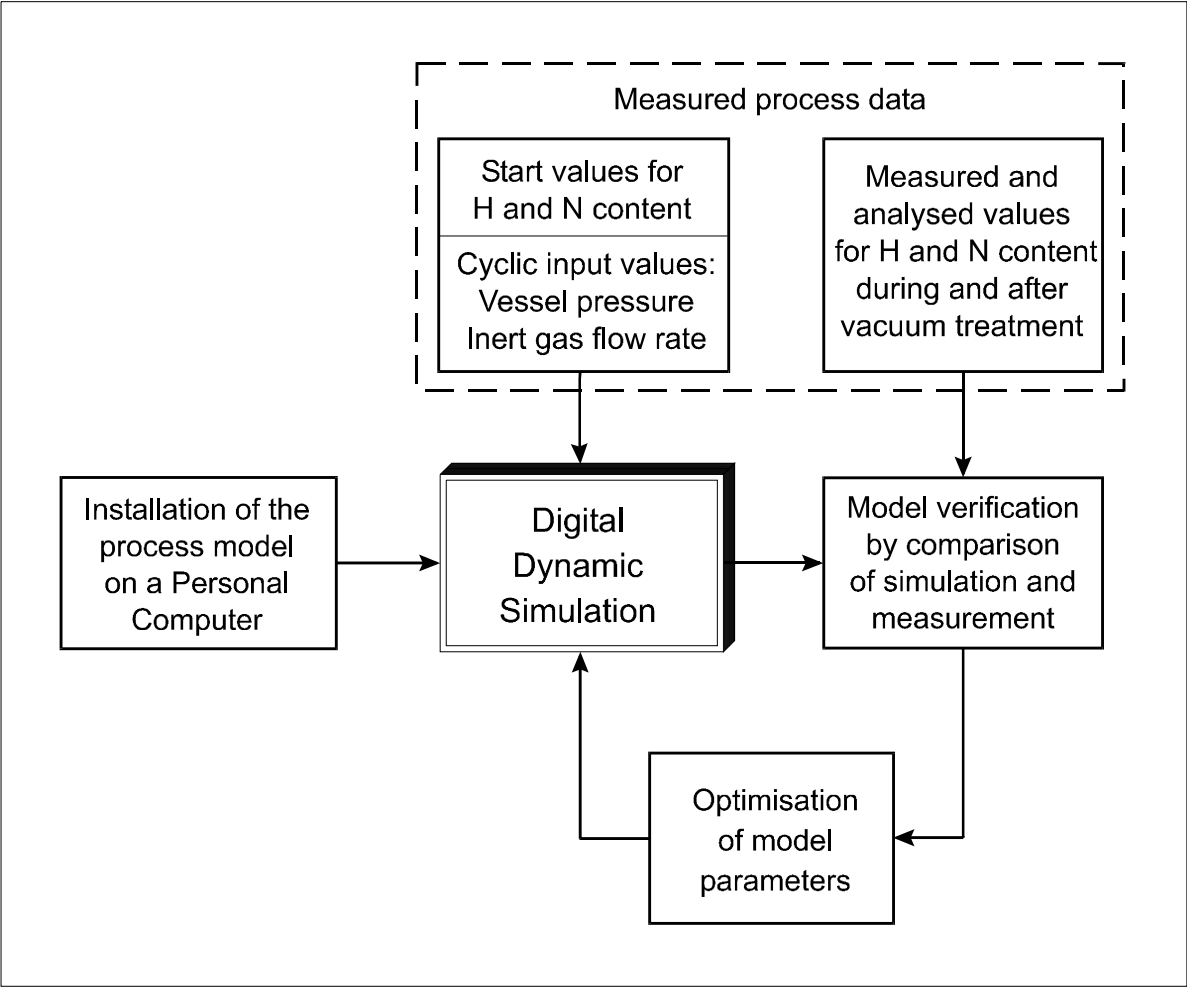 Measured process data
Start values for
H and N content
Cyclic input values:
Vessel pressure
Inert gas flow rate
Measured and
analysed values
for H and N content
during and after
vacuum treatment
Installation of the
process model
on a Personal
Computer
Digital
Dynamic
Simulation
Model verification
by comparison
of simulation and
measurement
Optimisation
of model
parameters